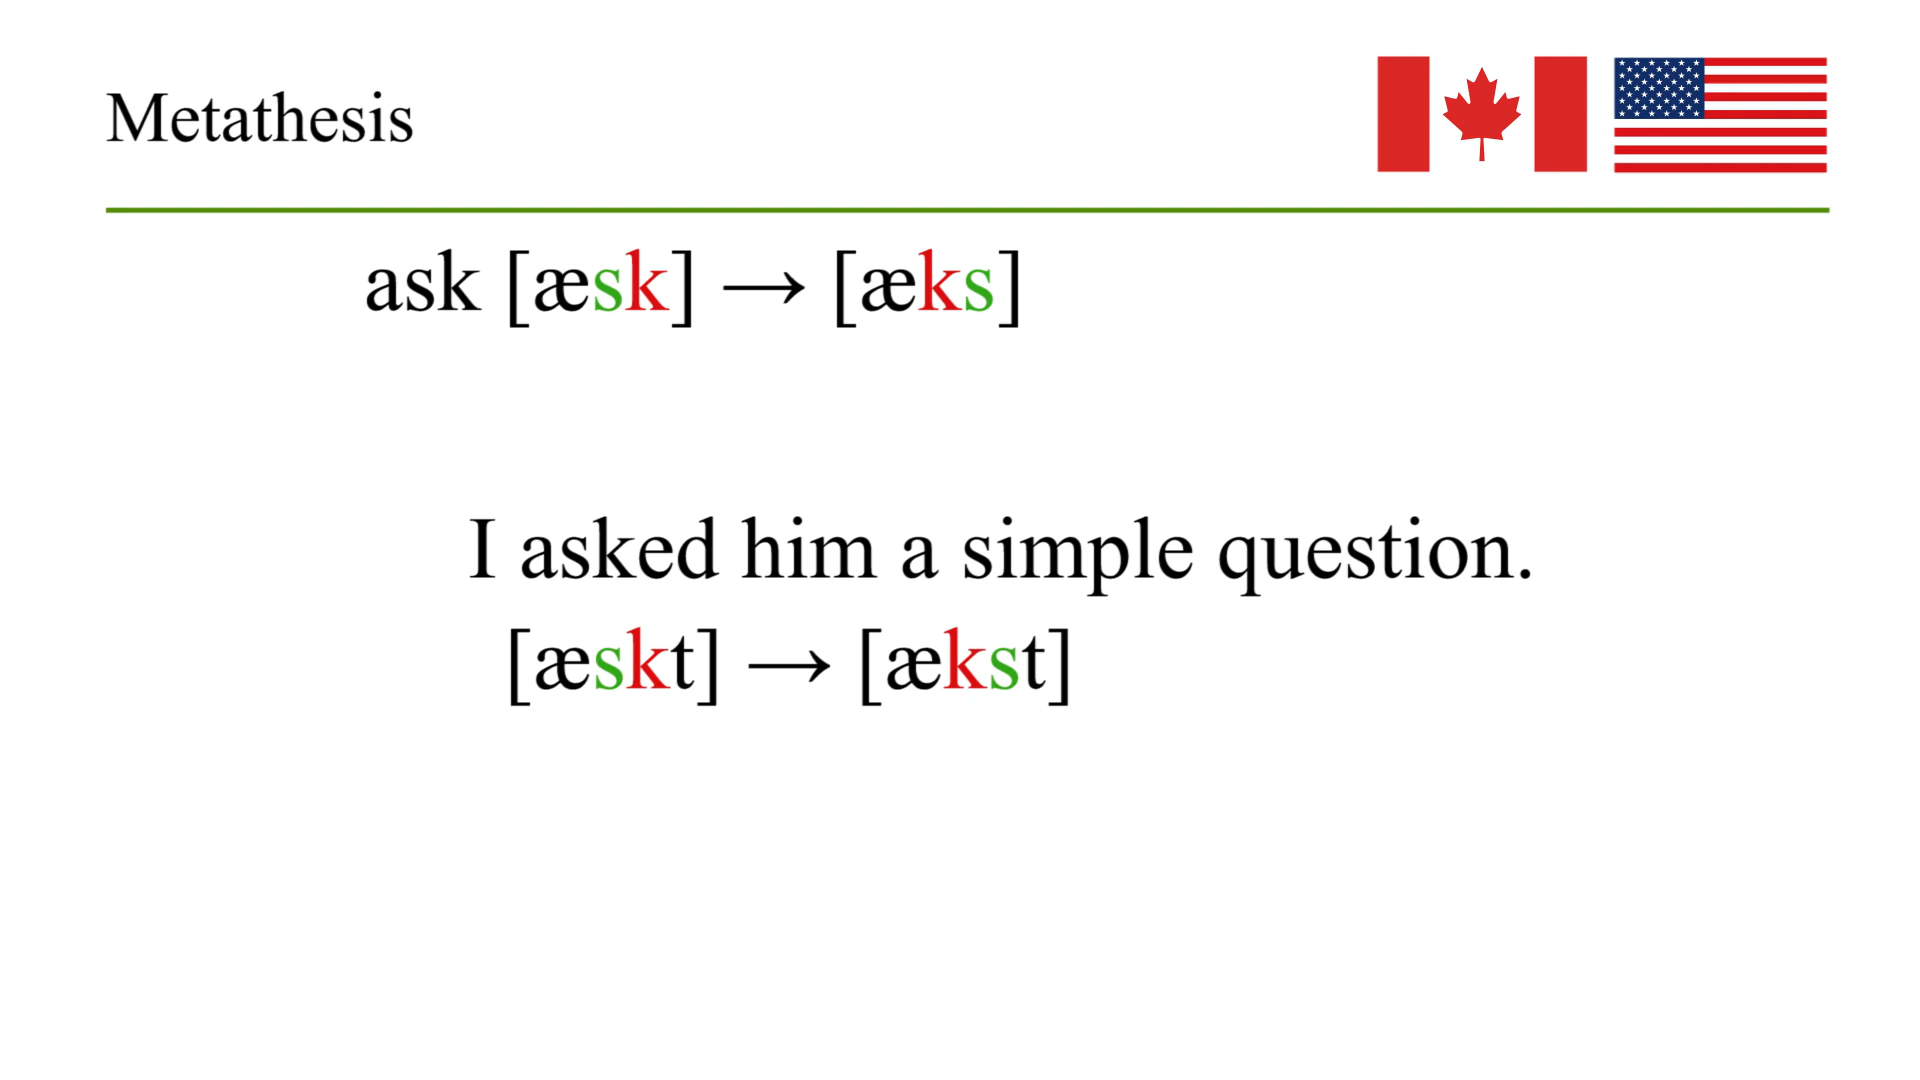 Metathesis
ask [æsk] → [æks]
I asked him a simple question.
[æskt] → [ækst]